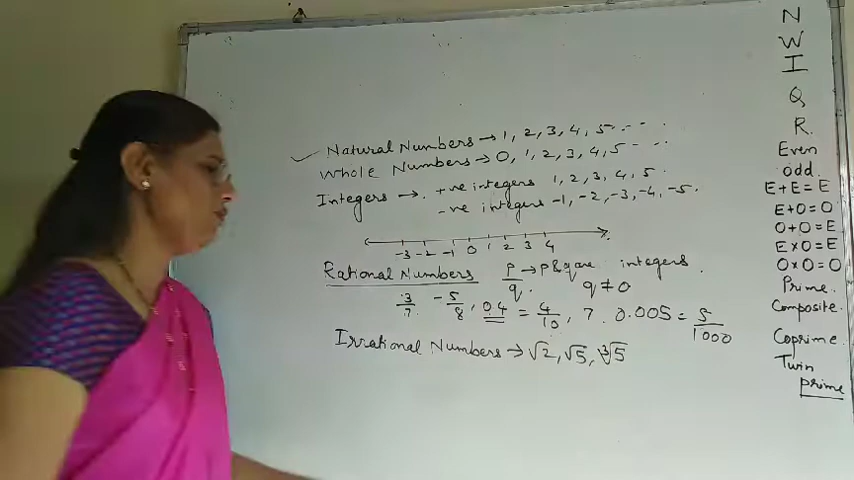 ✓ Natural Numbers → 1, 2, 3, 4, 5 - - - .
Whole Numbers → 0, 1, 2, 3, 4, 5 - - - .
Integers → . +ve integers 1, 2, 3, 4, 5 .
-ve integers -1, -2, -3, -4, -5.
-3 -2 -1 0 1 2 3 4
Rational Numbers p/q → p & q are integers .
q ≠ 0
3/7 -5/8 , 0.4 = 4/10 , 7. 0.005 = 5/1000
Irrational Numbers → √2, √5, ∛5
N
W
I
Q
R.
Even
odd.
E + E = E
E + O = O
O + O = E
E x O = E
O x O = O
Prime.
Composite.
Coprime.
Twin
prime